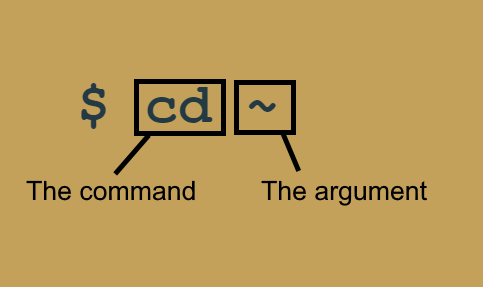 $ cd ~
The command The argument